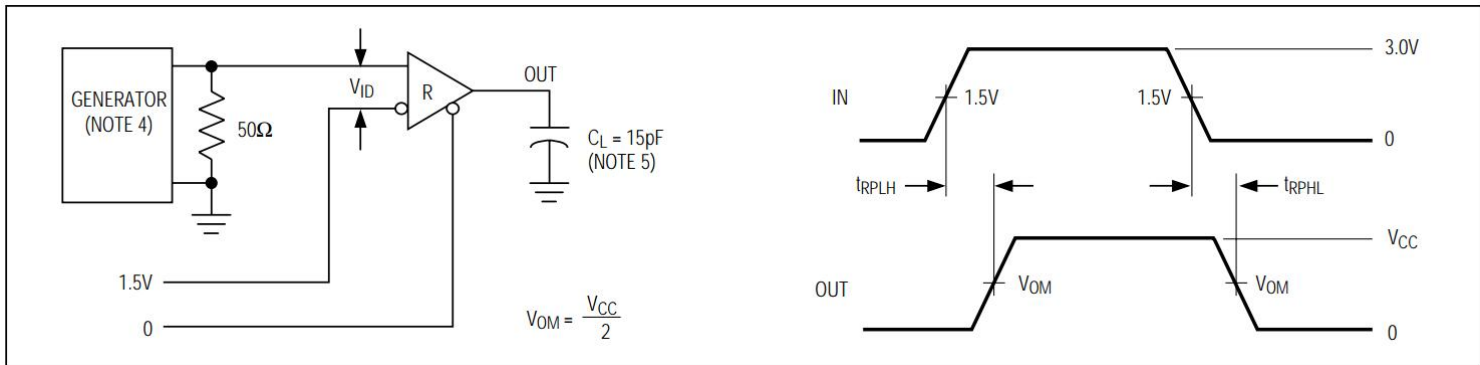 GENERATOR
(NOTE 4)
50Ω
V_ID
R
OUT
C_L = 15pF
(NOTE 5)
1.5V
0
V_OM = V_CC / 2
IN
1.5V
1.5V
3.0V
0
t_RPLH
t_RPHL
OUT
V_OM
V_OM
V_CC
0